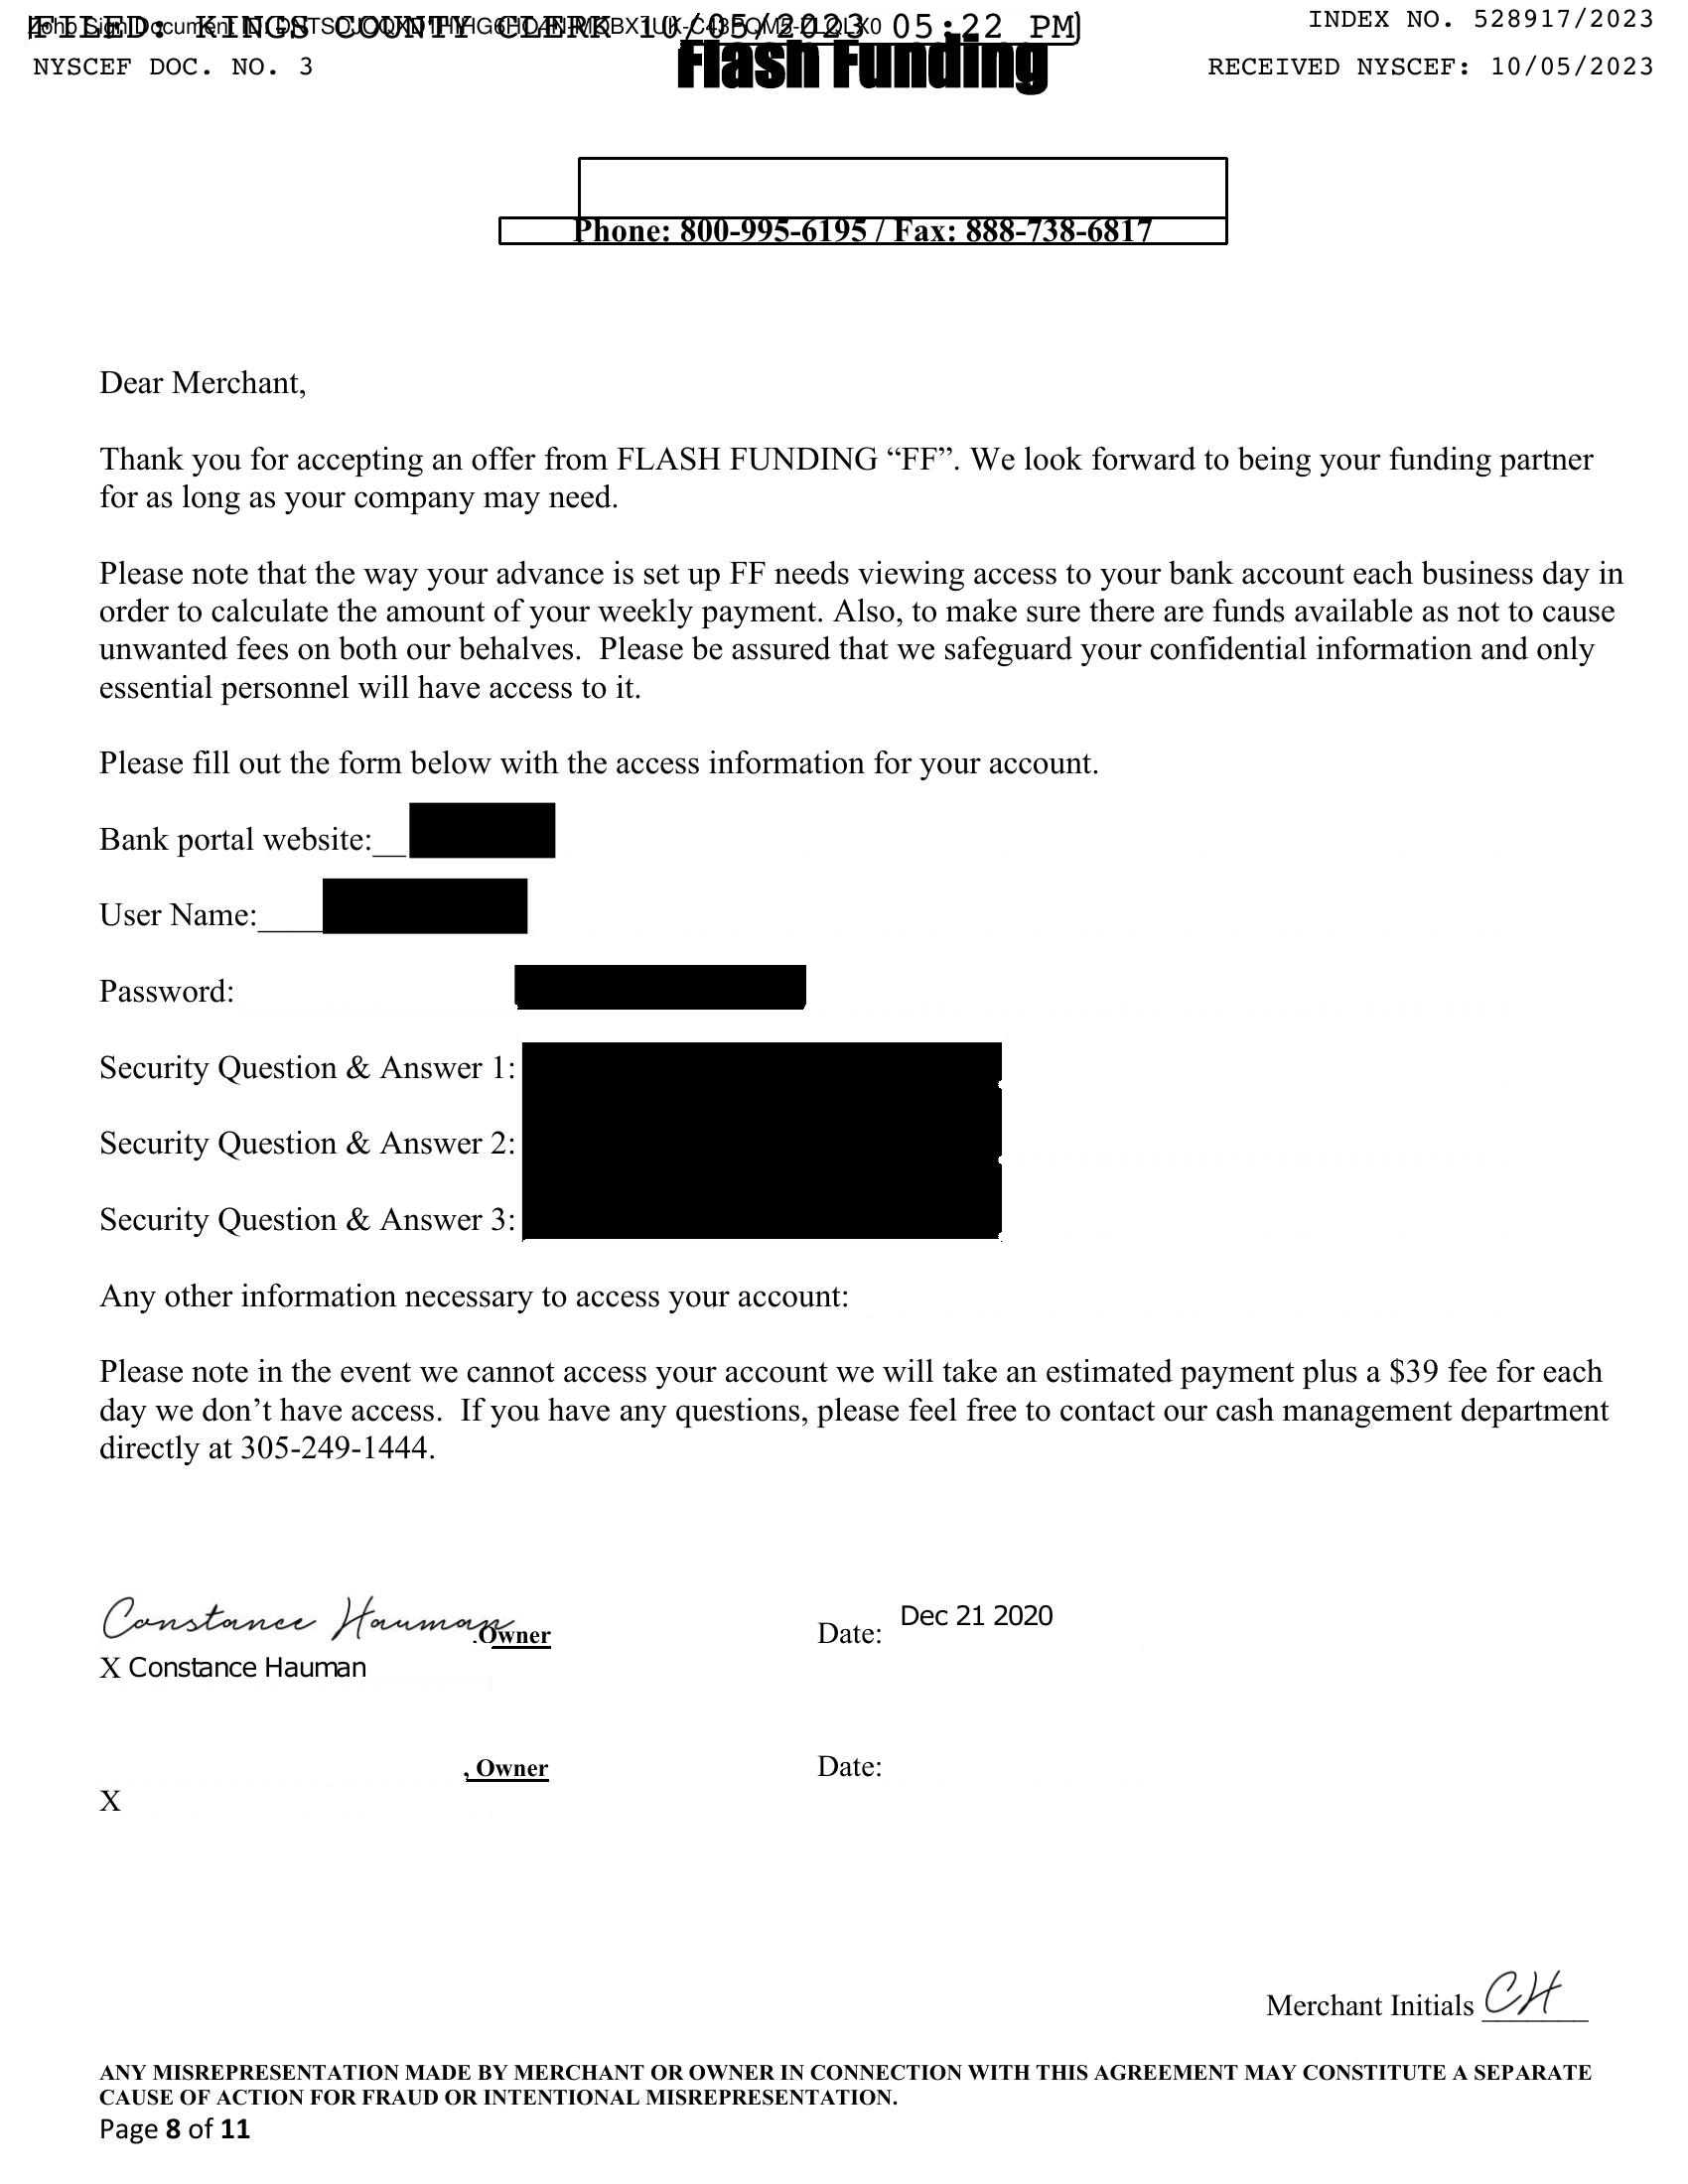 FILED: KINGS COUNTY CLERK 10/05/2023 05:22 PM
INDEX NO. 528917/2023
Zoho Sign Document ID:
NYSCEF DOC. NO. 3
RECEIVED NYSCEF: 10/05/2023
Flash Funding
Phone: 800-995-6195 / Fax: 888-738-6817
Dear Merchant,
Thank you for accepting an offer from FLASH FUNDING “FF”. We look forward to being your funding partner
for as long as your company may need.
Please note that the way your advance is set up FF needs viewing access to your bank account each business day in
order to calculate the amount of your weekly payment. Also, to make sure there are funds available as not to cause
unwanted fees on both our behalves.  Please be assured that we safeguard your confidential information and only
essential personnel will have access to it.
Please fill out the form below with the access information for your account.
Bank portal website:__
User Name:____
Password:
Security Question & Answer 1:
Security Question & Answer 2:
Security Question & Answer 3:
Any other information necessary to access your account:
Please note in the event we cannot access your account we will take an estimated payment plus a $39 fee for each
day we don’t have access.  If you have any questions, please feel free to contact our cash management department
directly at 305-249-1444.
Constance Hauman .Owner Date: Dec 21 2020
X Constance Hauman
, Owner Date:
X
Merchant Initials CH
ANY MISREPRESENTATION MADE BY MERCHANT OR OWNER IN CONNECTION WITH THIS AGREEMENT MAY CONSTITUTE A SEPARATE
CAUSE OF ACTION FOR FRAUD OR INTENTIONAL MISREPRESENTATION.
Page 8 of 11